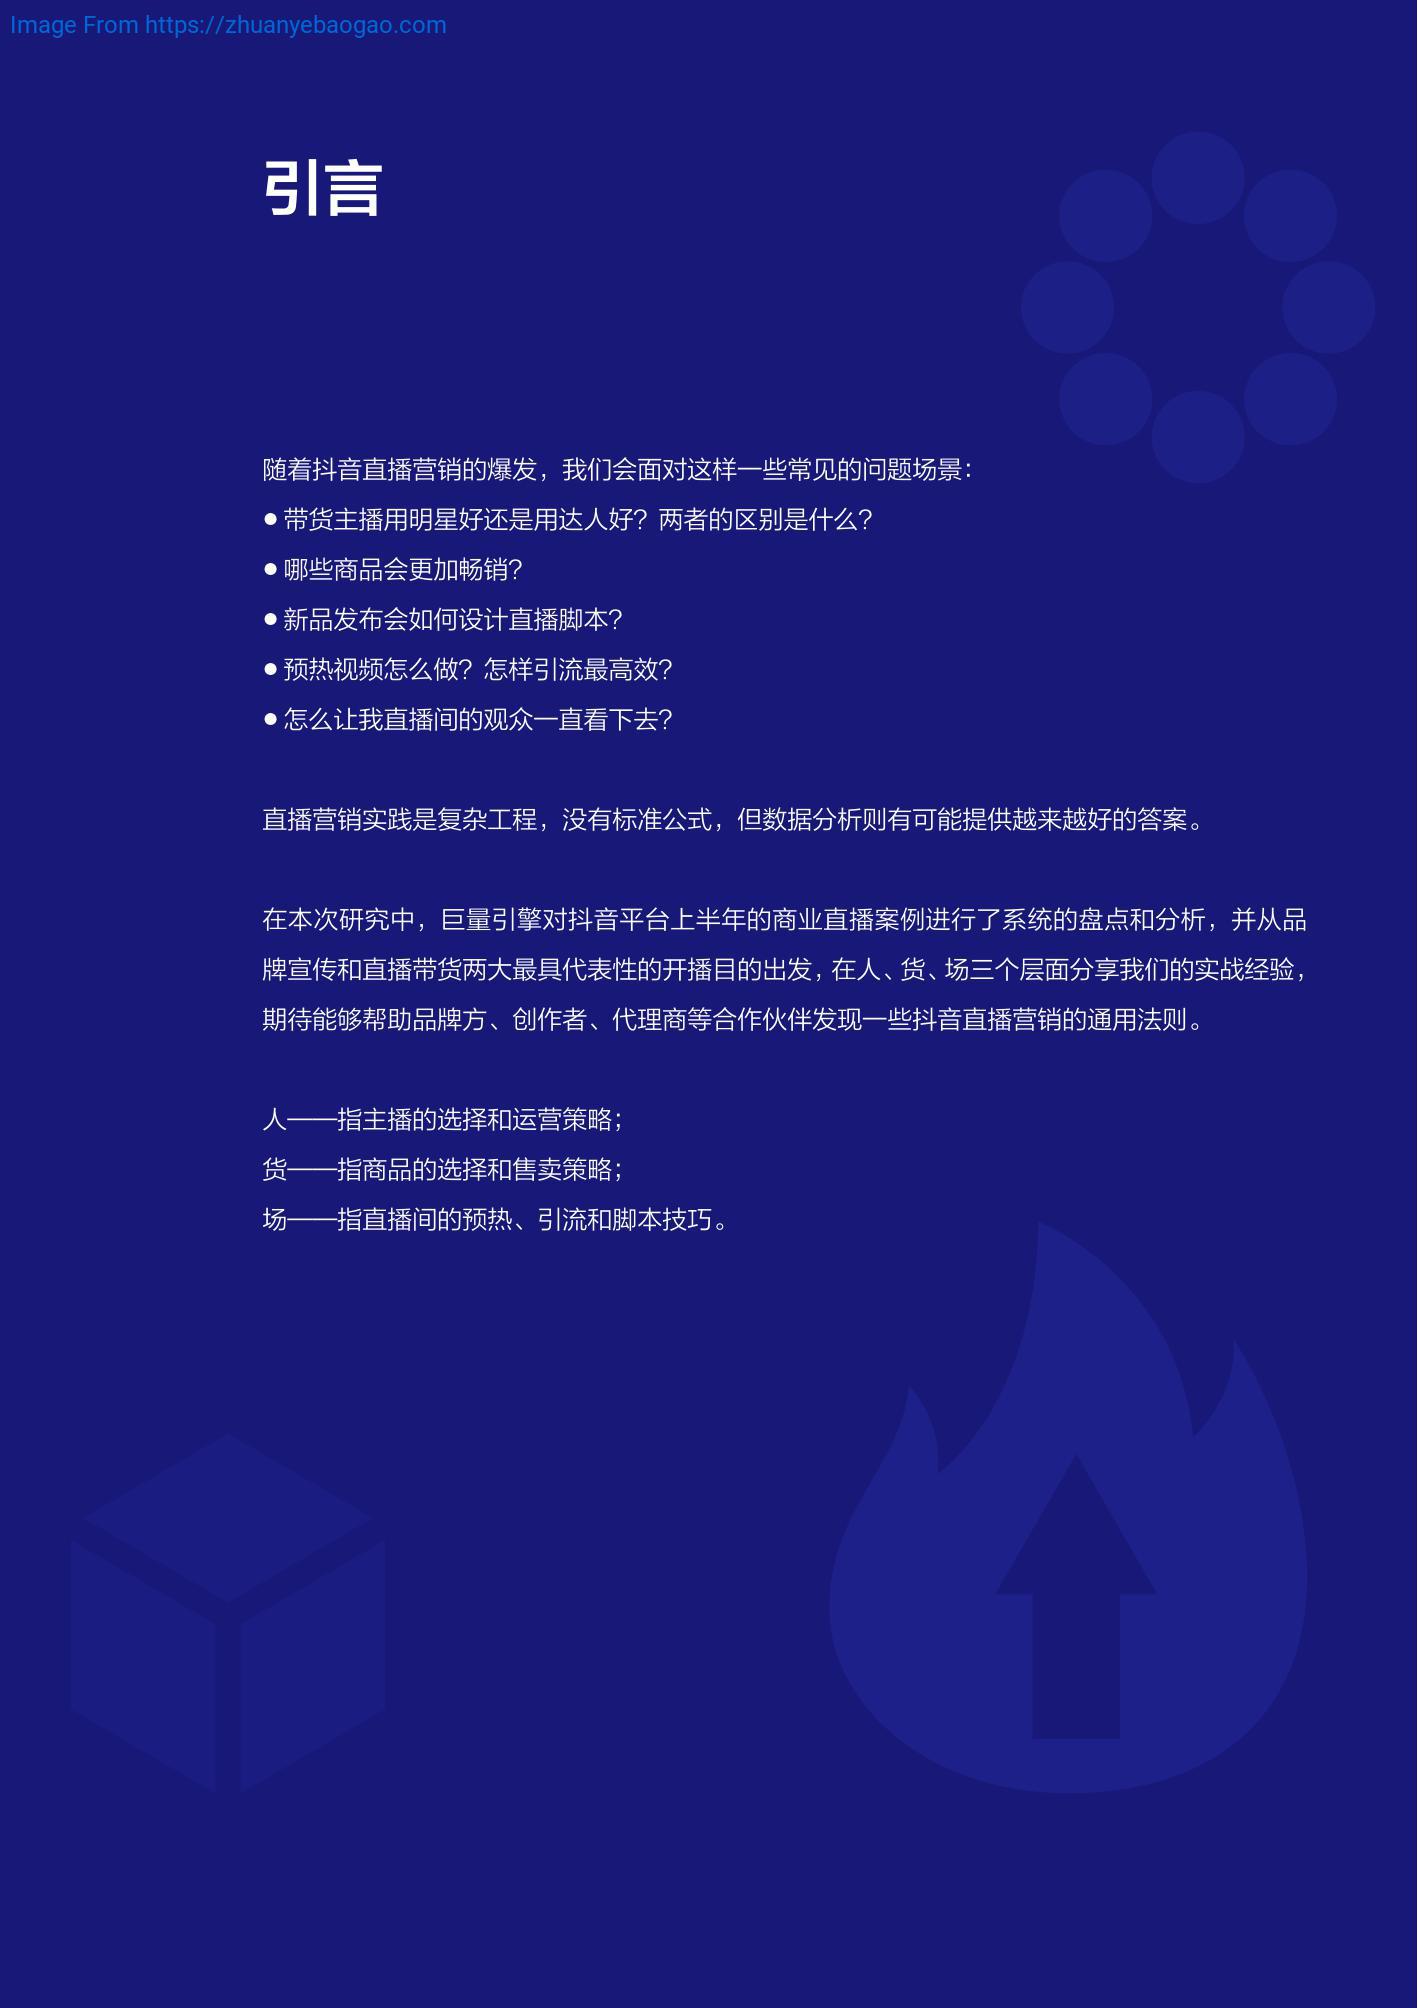 Image From https://zhuanyebaogao.com
引言
随着抖音直播营销的爆发，我们会面对这样一些常见的问题场景：
● 带货主播用明星好还是用达人好？两者的区别是什么？
● 哪些商品会更加畅销？
● 新品发布会如何设计直播脚本？
● 预热视频怎么做？怎样引流最高效？
● 怎么让我直播间的观众一直看下去？
直播营销实践是复杂工程，没有标准公式，但数据分析则有可能提供越来越好的答案。
在本次研究中，巨量引擎对抖音平台上半年的商业直播案例进行了系统的盘点和分析，并从品
牌宣传和直播带货两大最具代表性的开播目的出发，在人、货、场三个层面分享我们的实战经验，
期待能够帮助品牌方、创作者、代理商等合作伙伴发现一些抖音直播营销的通用法则。
人——指主播的选择和运营策略；
货——指商品的选择和售卖策略；
场——指直播间的预热、引流和脚本技巧。